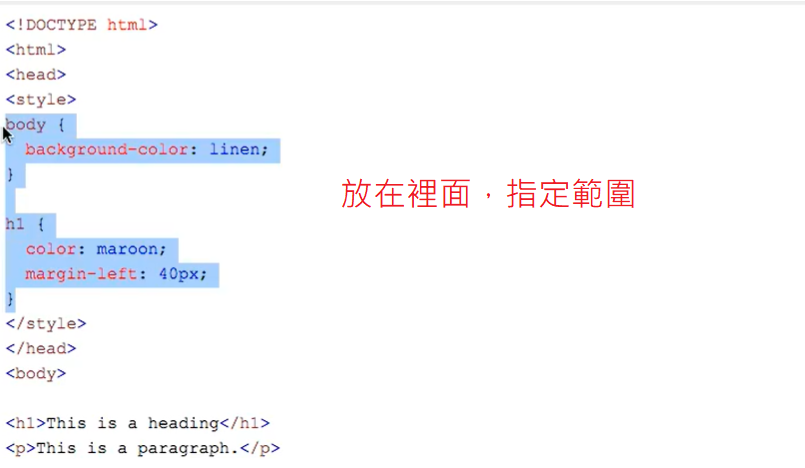 <!DOCTYPE html>
<html>
<head>
<style>
body {
  background-color: linen;
}
放在裡面，指定範圍
h1 {
  color: maroon;
  margin-left: 40px;
}
</style>
</head>
<body>
<h1>This is a heading</h1>
<p>This is a paragraph.</p>